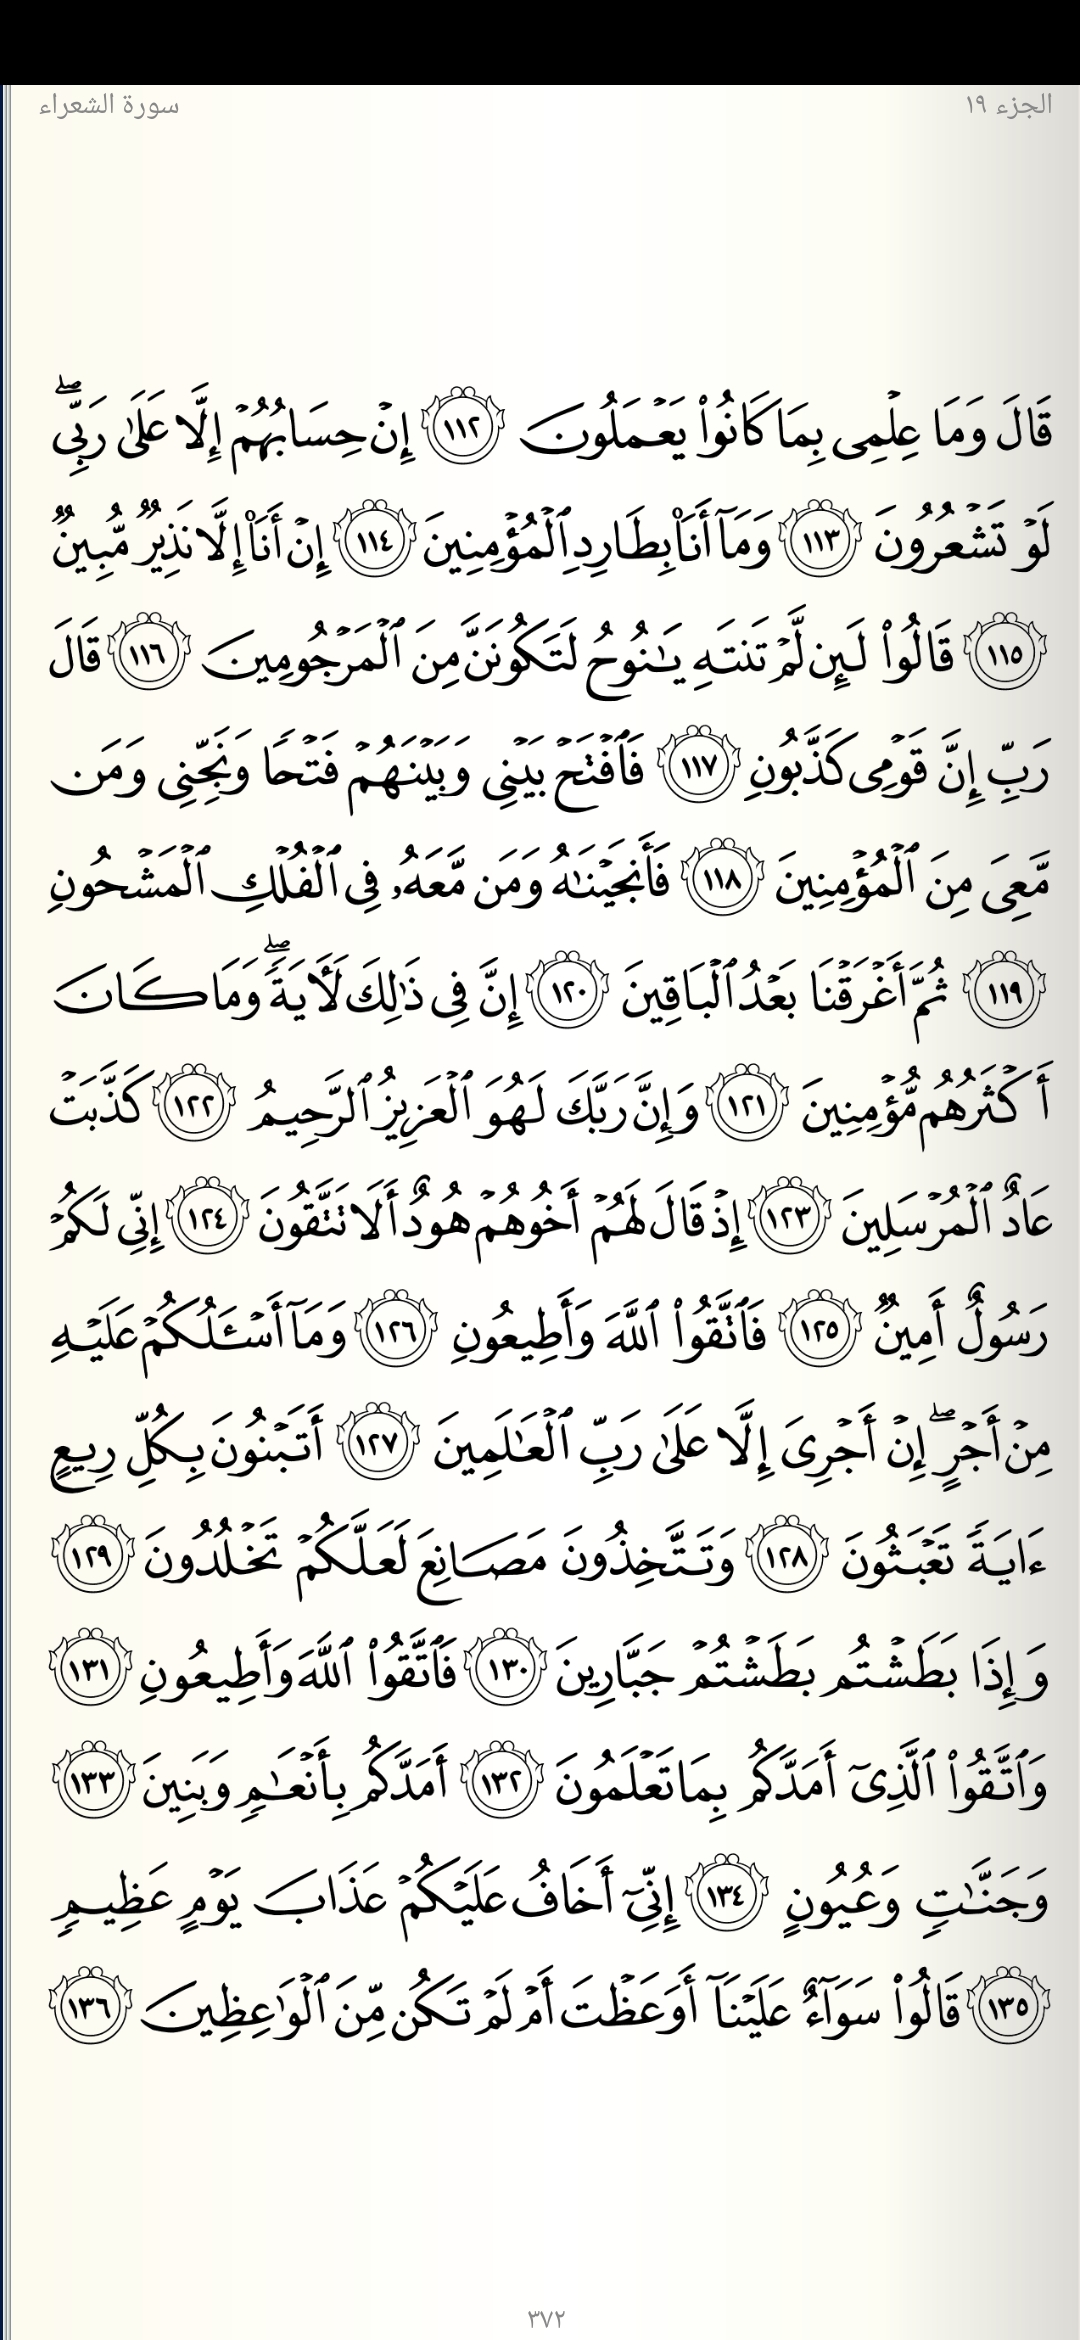 الجزء ١٩
سورة الشعراء
قَالَ وَمَا عِلْمِى بِمَا كَانُوا۟ يَعْمَلُونَ ١١٢ إِنْ حِسَابُهُمْ إِلَّا عَلَىٰ رَبِّى ۖ
لَوْ تَشْعُرُونَ ١١٣ وَمَآ أَنَا۠ بِطَارِدِ ٱلْمُؤْمِنِينَ ١١٤ إِنْ أَنَا۠ إِلَّا نَذِيرٌ مُّبِينٌ
١١٥ قَالُوا۟ لَئِن لَّمْ تَنتَهِ يَـٰنُوحُ لَتَكُونَنَّ مِنَ ٱلْمَرْجُومِينَ ١١٦ قَالَ
رَبِّ إِنَّ قَوْمِى كَذَّبُونِ ١١٧ فَٱفْتَحْ بَيْنِى وَبَيْنَهُمْ فَتْحًا وَنَجِّنِى وَمَن
مَّعِىَ مِنَ ٱلْمُؤْمِنِينَ ١١٨ فَأَنجَيْنَـٰهُ وَمَن مَّعَهُۥ فِى ٱلْفُلْكِ ٱلْمَشْحُونِ
١١٩ ثُمَّ أَغْرَقْنَا بَعْدُ ٱلْبَاقِينَ ١٢٠ إِنَّ فِى ذَٰلِكَ لَـَٔايَةً ۖ وَمَا كَانَ
أَكْثَرُهُم مُّؤْمِنِينَ ١٢١ وَإِنَّ رَبَّكَ لَهُوَ ٱلْعَزِيزُ ٱلرَّحِيمُ ١٢٢ كَذَّبَتْ
عَادٌ ٱلْمُرْسَلِينَ ١٢٣ إِذْ قَالَ لَهُمْ أَخُوهُمْ هُودٌ أَلَا تَتَّقُونَ ١٢٤ إِنِّى لَكُمْ
رَسُولٌ أَمِينٌ ١٢٥ فَٱتَّقُوا۟ ٱللَّهَ وَأَطِيعُونِ ١٢٦ وَمَآ أَسْـَٔلُكُمْ عَلَيْهِ
مِنْ أَجْرٍ ۖ إِنْ أَجْرِىَ إِلَّا عَلَىٰ رَبِّ ٱلْعَـٰلَمِينَ ١٢٧ أَتَبْنُونَ بِكُلِّ رِيعٍ
ءَايَةً تَعْبَثُونَ ١٢٨ وَتَتَّخِذُونَ مَصَانِعَ لَعَلَّكُمْ تَخْلُدُونَ ١٢٩
وَإِذَا بَطَشْتُم بَطَشْتُمْ جَبَّارِينَ ١٣٠ فَٱتَّقُوا۟ ٱللَّهَ وَأَطِيعُونِ ١٣١
وَٱتَّقُوا۟ ٱلَّذِىٓ أَمَدَّكُم بِمَا تَعْلَمُونَ ١٣٢ أَمَدَّكُم بِأَنْعَـٰمٍ وَبَنِينَ ١٣٣
وَجَنَّـٰتٍ وَعُيُونٍ ١٣٤ إِنِّىٓ أَخَافُ عَلَيْكُمْ عَذَابَ يَوْمٍ عَظِيمٍ
١٣٥ قَالُوا۟ سَوَآءٌ عَلَيْنَآ أَوَعَظْتَ أَمْ لَمْ تَكُن مِّنَ ٱلْوَٰعِظِينَ ١٣٦
٣٧٢